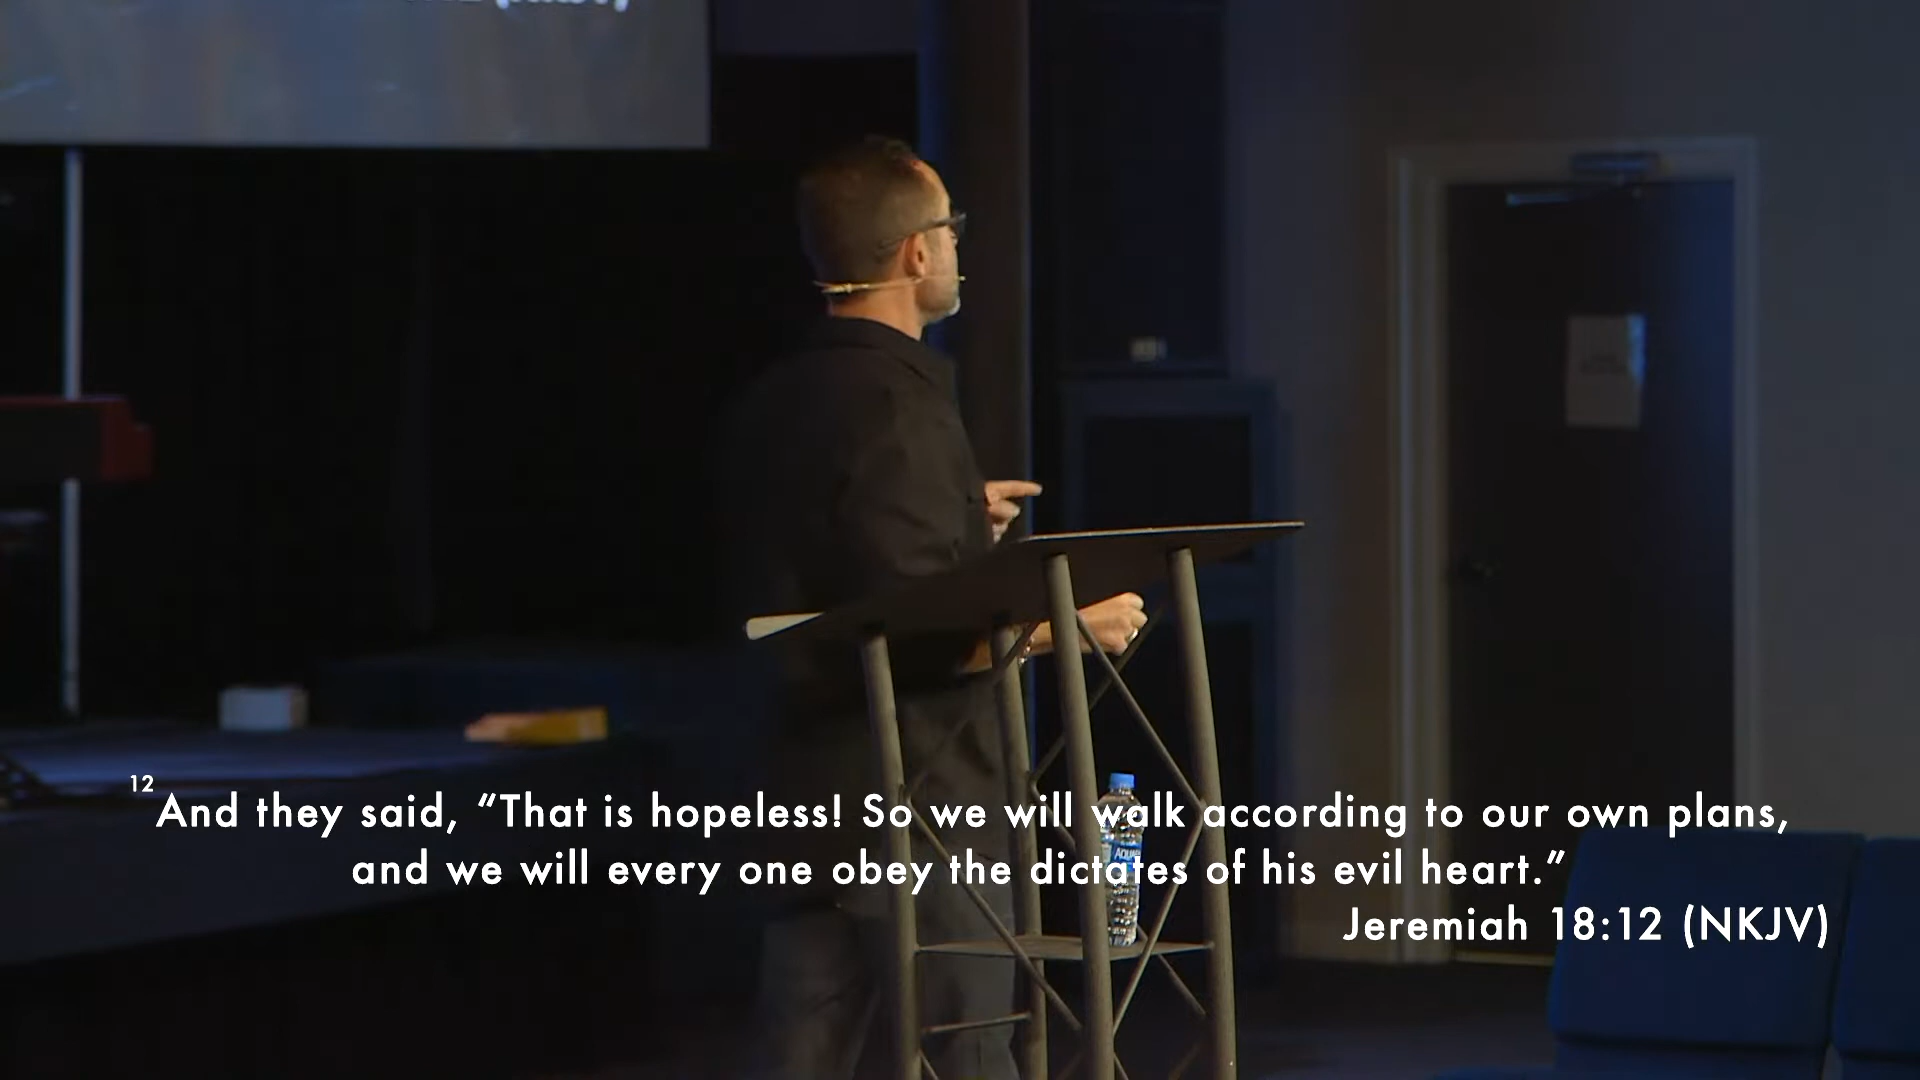 12 And they said, “That is hopeless! So we will walk according to our own plans,
and we will every one obey the dictates of his evil heart.”
Jeremiah 18:12 (NKJV)